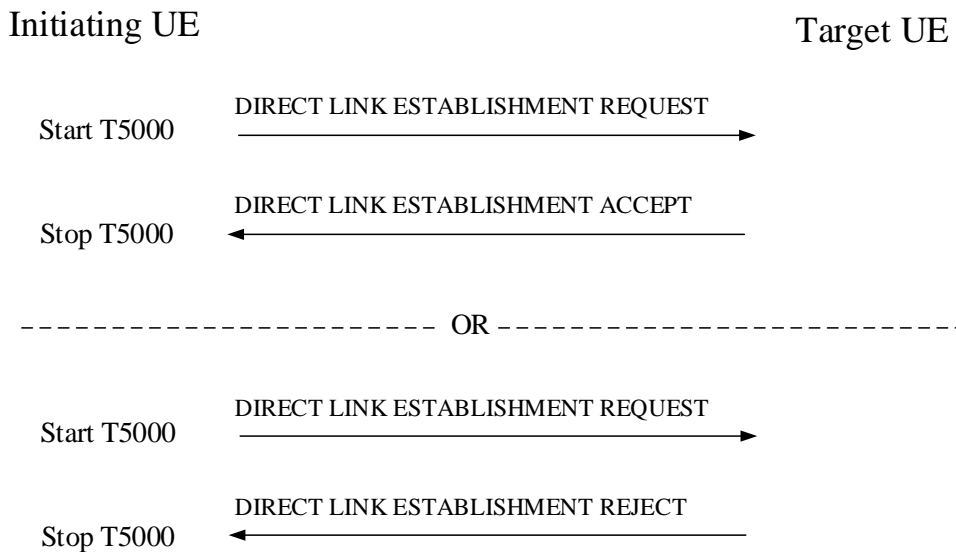 Initiating UE
Target UE
DIRECT LINK ESTABLISHMENT REQUEST
Start T5000
DIRECT LINK ESTABLISHMENT ACCEPT
Stop T5000
OR
DIRECT LINK ESTABLISHMENT REQUEST
Start T5000
DIRECT LINK ESTABLISHMENT REJECT
Stop T5000